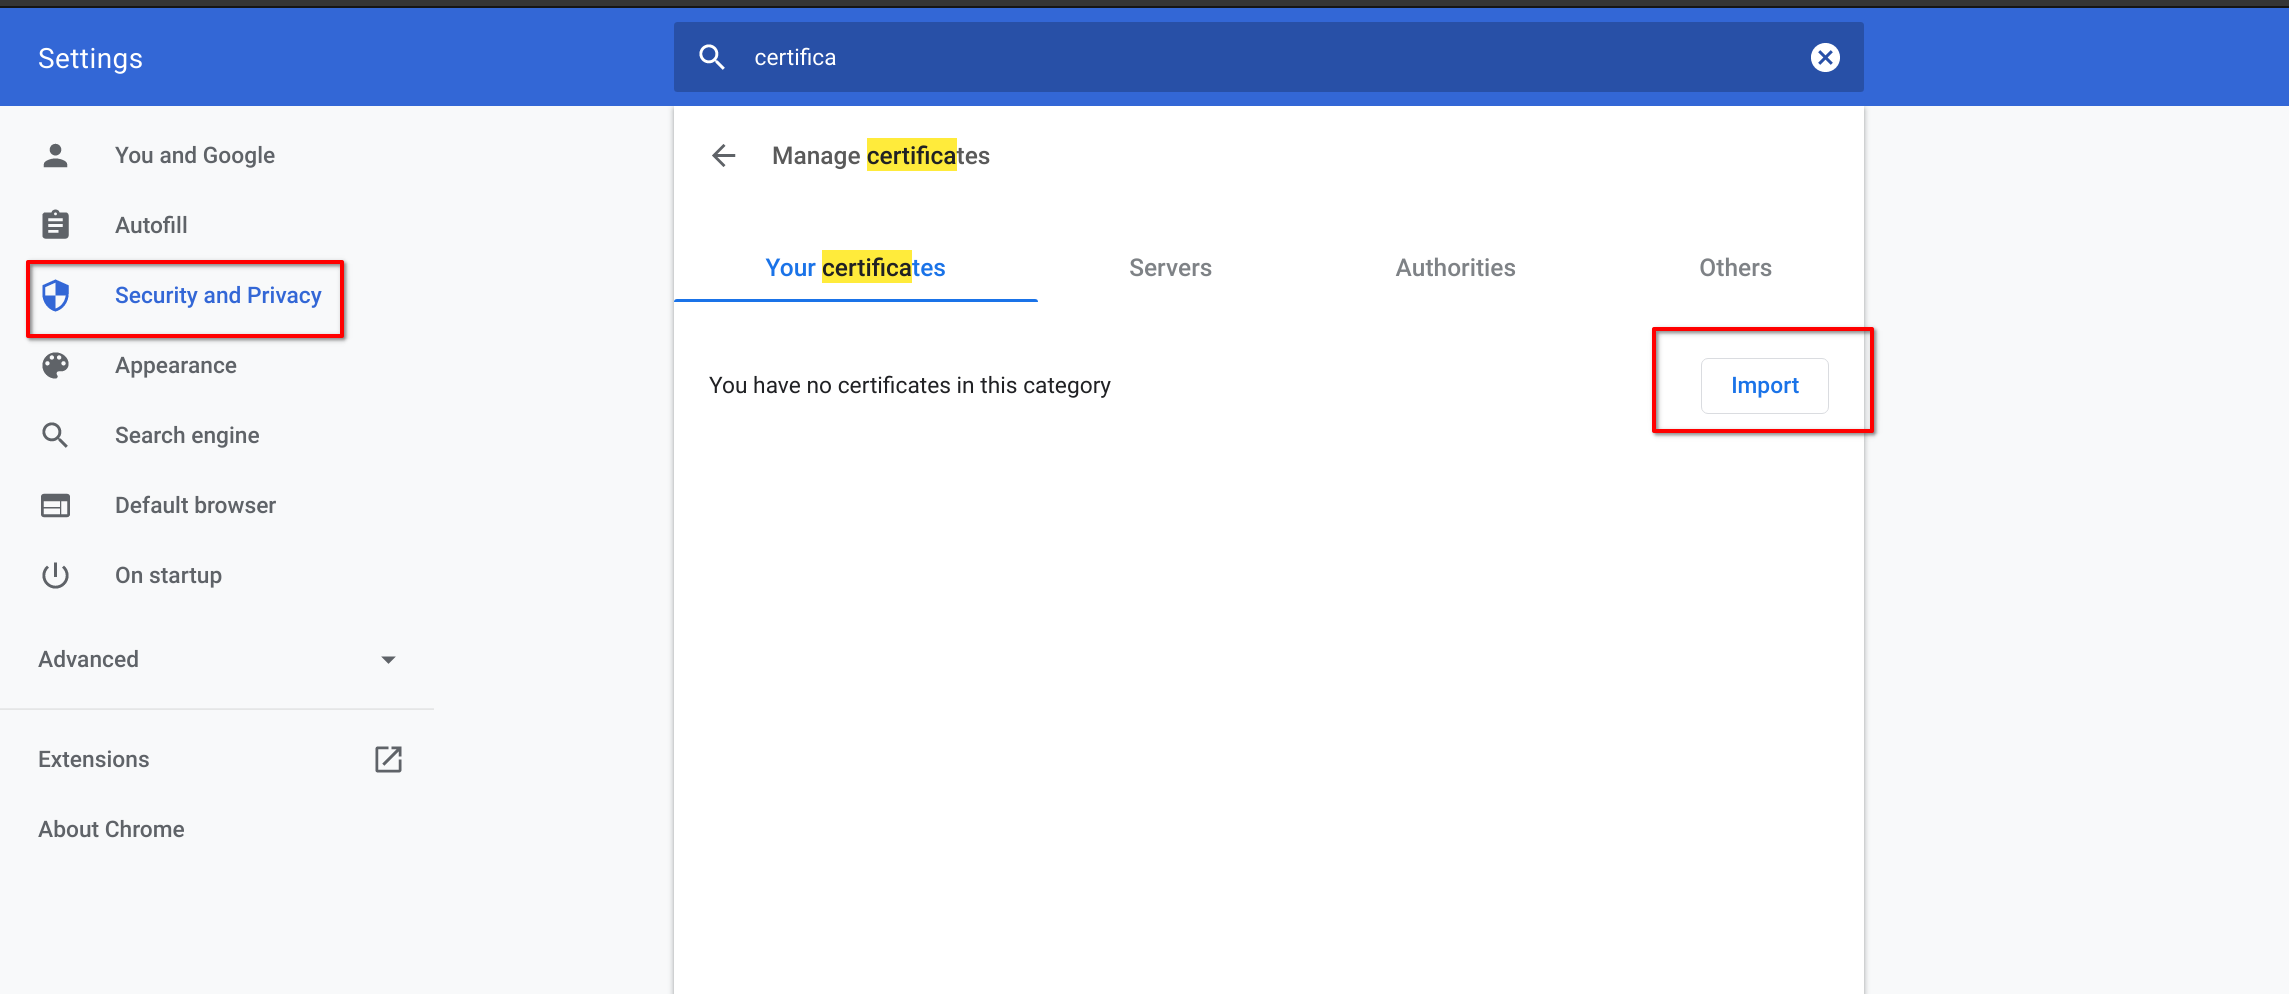 Settings
certifica
You and Google
Autofill
Security and Privacy
Appearance
Search engine
Default browser
On startup
Advanced
Extensions
About Chrome
Manage certificates
Your certificates
Servers
Authorities
Others
You have no certificates in this category
Import